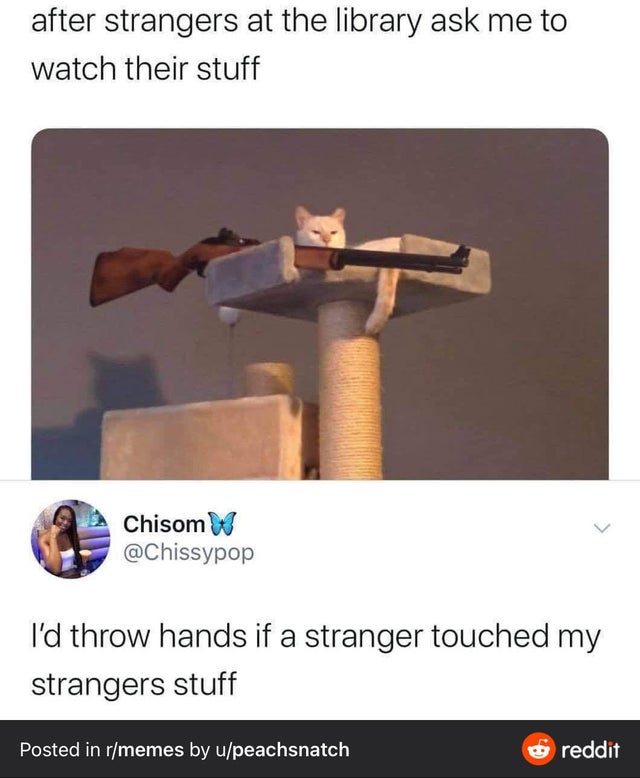 after strangers at the library ask me to
watch their stuff
Chisom🦋
@Chissypop
I'd throw hands if a stranger touched my
strangers stuff
Posted in r/memes by u/peachsnatch
reddit